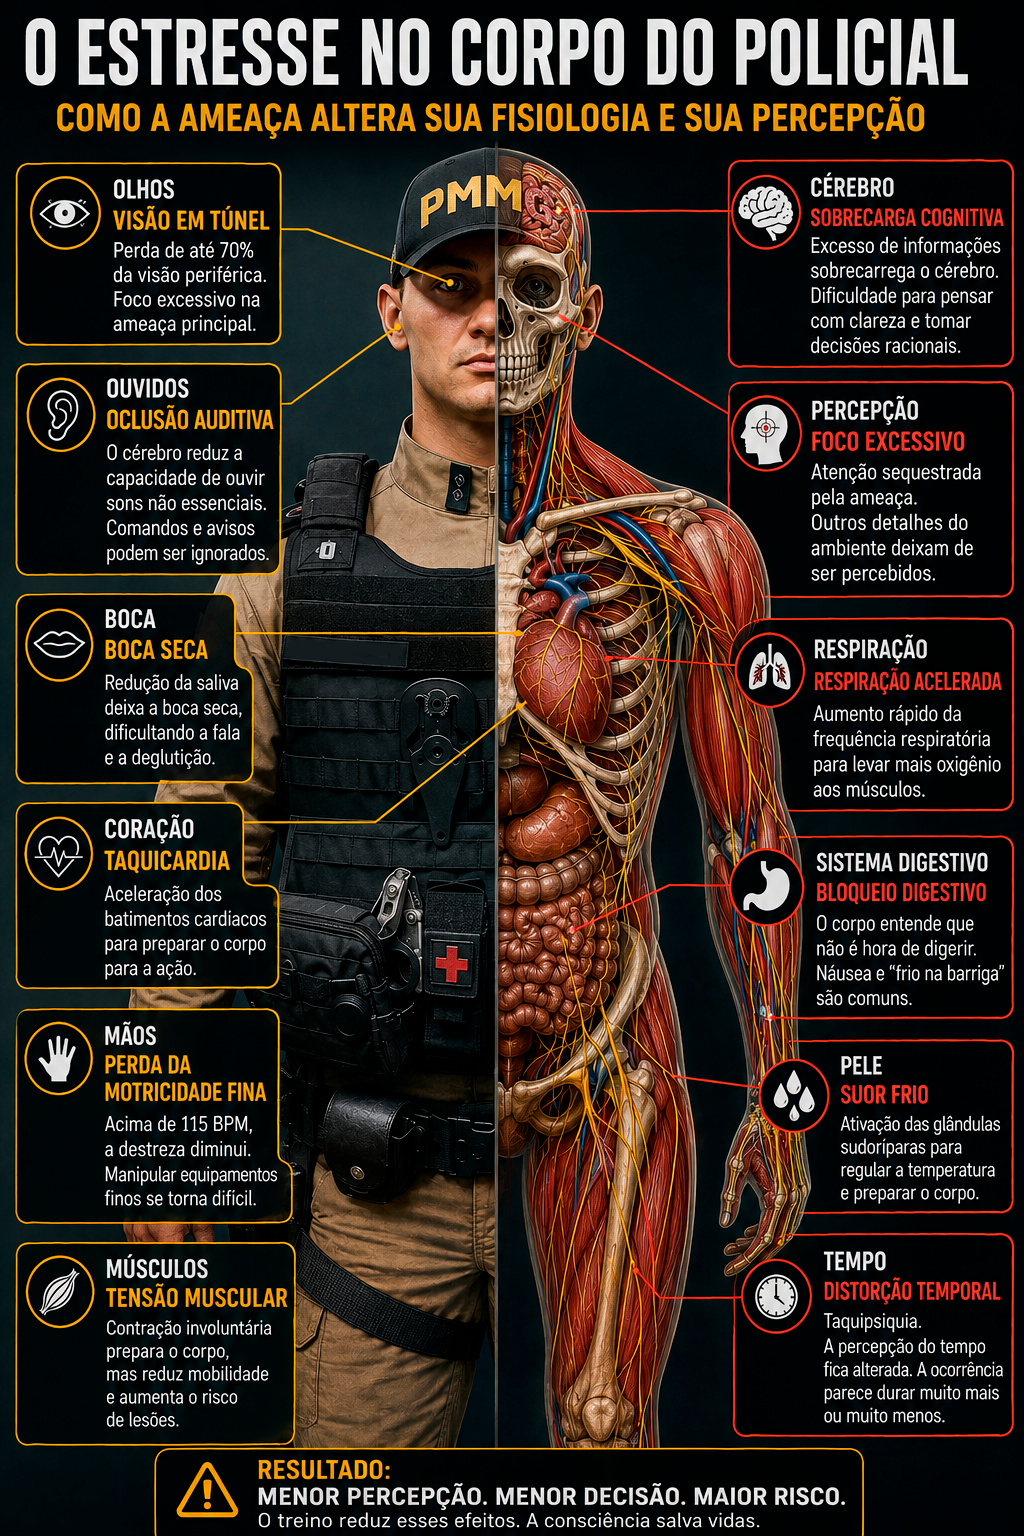 O ESTRESSE NO CORPO DO POLICIAL
COMO A AMEAÇA ALTERA SUA FISIOLOGIA E SUA PERCEPÇÃO
PMMG
OLHOS
VISÃO EM TÚNEL
Perda de até 70%
da visão periférica.
Foco excessivo na
ameaça principal.
OUVIDOS
OCLUSÃO AUDITIVA
O cérebro reduz a
capacidade de ouvir
sons não essenciais.
Comandos e avisos
podem ser ignorados.
BOCA
BOCA SECA
Redução da saliva
deixa a boca seca,
dificultando a fala
e a deglutição.
CORAÇÃO
TAQUICARDIA
Aceleração dos
batimentos cardiacos
para preparar o corpo
para a ação.
MÃOS
PERDA DA
MOTRICIDADE FINA
Acima de 115 BPM,
a destreza diminui.
Manipular equipamentos
finos se torna difícil.
MÚSCULOS
TENSÃO MUSCULAR
Contração involuntária
prepara o corpo,
mas reduz mobilidade
e aumenta o risco
de lesões.
CÉREBRO
SOBRECARGA COGNITIVA
Excesso de informações
sobrecarrega o cérebro.
Dificuldade para pensar
com clareza e tomar
decisões racionais.
PERCEPÇÃO
FOCO EXCESSIVO
Atenção sequestrada
pela ameaça.
Outros detalhes do
ambiente deixam de
ser percebidos.
RESPIRAÇÃO
RESPIRAÇÃO ACELERADA
Aumento rápido da
frequência respiratória
para levar mais oxigênio
aos músculos.
SISTEMA DIGESTIVO
BLOQUEIO DIGESTIVO
O corpo entende que
não é hora de digerir.
Náusea e “frio na barriga”
são comuns.
PELE
SUOR FRIO
Ativação das glândulas
sudoríparas para
regular a temperatura
e preparar o corpo.
TEMPO
DISTORÇÃO TEMPORAL
Taquipsiquia.
A percepção do tempo
fica alterada. A ocorrência
parece durar muito mais
ou muito menos.
RESULTADO:
MENOR PERCEPÇÃO. MENOR DECISÃO. MAIOR RISCO.
O treino reduz esses efeitos. A consciência salva vidas.